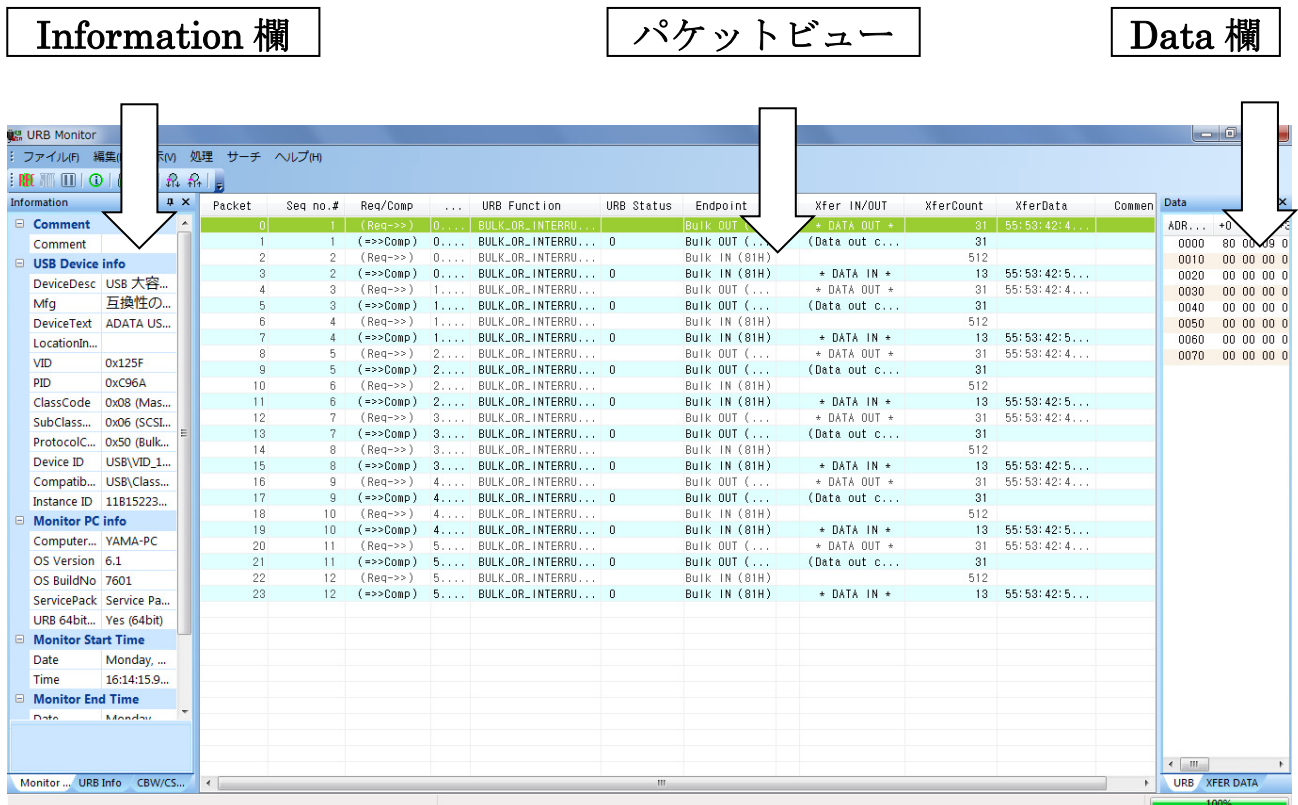 Information 欄 パケットビュー Data 欄
URB Monitor
ファイル(F) 編集( 示(V) 処理 サーチ ヘルプ(H)
Information
Comment
Comment
USB Device info
DeviceDesc USB 大容...
Mfg 互換性の...
DeviceText ADATA US...
LocationIn...
VID 0x125F
PID 0xC96A
ClassCode 0x08 (Mas...
SubClass... 0x06 (SCSI...
ProtocolC... 0x50 (Bulk...
Device ID USB\VID_1...
Compatib... USB\Class...
Instance ID 11B15223...
Monitor PC info
Computer... YAMA-PC
OS Version 6.1
OS BuildNo 7601
ServicePack Service Pa...
URB 64bit... Yes (64bit)
Monitor Start Time
Date Monday, ...
Time 16:14:15.9...
Monitor End Time
Date Monday
Monitor ... URB Info CBW/CS...
Packet Seq no.# Req/Comp ... URB Function URB Status Endpoint Xfer IN/OUT XferCount XferData Commen
0 1 (Req->>) 0.... BULK_OR_INTERRU... Bulk OUT ( * DATA OUT * 31 55:53:42:4...
1 1 (=>>Comp) 0.... BULK_OR_INTERRU... 0 Bulk OUT (... (Data out c... 31
2 2 (Req->>) 0.... BULK_OR_INTERRU... Bulk IN (81H) 512
3 2 (=>>Comp) 0.... BULK_OR_INTERRU... 0 Bulk IN (81H) * DATA IN * 13 55:53:42:5...
4 3 (Req->>) 1.... BULK_OR_INTERRU... Bulk OUT (... * DATA OUT * 31 55:53:42:4...
5 3 (=>>Comp) 1.... BULK_OR_INTERRU... 0 Bulk OUT (... (Data out c... 31
6 4 (Req->>) 1.... BULK_OR_INTERRU... Bulk IN (81H) 512
7 4 (=>>Comp) 1.... BULK_OR_INTERRU... 0 Bulk IN (81H) * DATA IN * 13 55:53:42:5...
8 5 (Req->>) 2.... BULK_OR_INTERRU... Bulk OUT (... * DATA OUT * 31 55:53:42:4...
9 5 (=>>Comp) 2.... BULK_OR_INTERRU... 0 Bulk OUT (... (Data out c... 31
10 6 (Req->>) 2.... BULK_OR_INTERRU... Bulk IN (81H) 512
11 6 (=>>Comp) 2.... BULK_OR_INTERRU... 0 Bulk IN (81H) * DATA IN * 13 55:53:42:5...
12 7 (Req->>) 3.... BULK_OR_INTERRU... Bulk OUT (... * DATA OUT * 31 55:53:42:4...
13 7 (=>>Comp) 3.... BULK_OR_INTERRU... 0 Bulk OUT (... (Data out c... 31
14 8 (Req->>) 3.... BULK_OR_INTERRU... Bulk IN (81H) 512
15 8 (=>>Comp) 3.... BULK_OR_INTERRU... 0 Bulk IN (81H) * DATA IN * 13 55:53:42:5...
16 9 (Req->>) 4.... BULK_OR_INTERRU... Bulk OUT (... * DATA OUT * 31 55:53:42:4...
17 9 (=>>Comp) 4.... BULK_OR_INTERRU... 0 Bulk OUT (... (Data out c... 31
18 10 (Req->>) 4.... BULK_OR_INTERRU... Bulk IN (81H) 512
19 10 (=>>Comp) 4.... BULK_OR_INTERRU... 0 Bulk IN (81H) * DATA IN * 13 55:53:42:5...
20 11 (Req->>) 5.... BULK_OR_INTERRU... Bulk OUT (... * DATA OUT * 31 55:53:42:4...
21 11 (=>>Comp) 5.... BULK_OR_INTERRU... 0 Bulk OUT (... (Data out c... 31
22 12 (Req->>) 5.... BULK_OR_INTERRU... Bulk IN (81H) 512
23 12 (=>>Comp) 5.... BULK_OR_INTERRU... 0 Bulk IN (81H) * DATA IN * 13 55:53:42:5...
Data
ADR... +0 +3
0000 80 00 09 0
0010 00 00 00 0
0020 00 00 00 0
0030 00 00 00 0
0040 00 00 00 0
0050 00 00 00 0
0060 00 00 00 0
0070 00 00 00 0
URB XFER DATA
100%